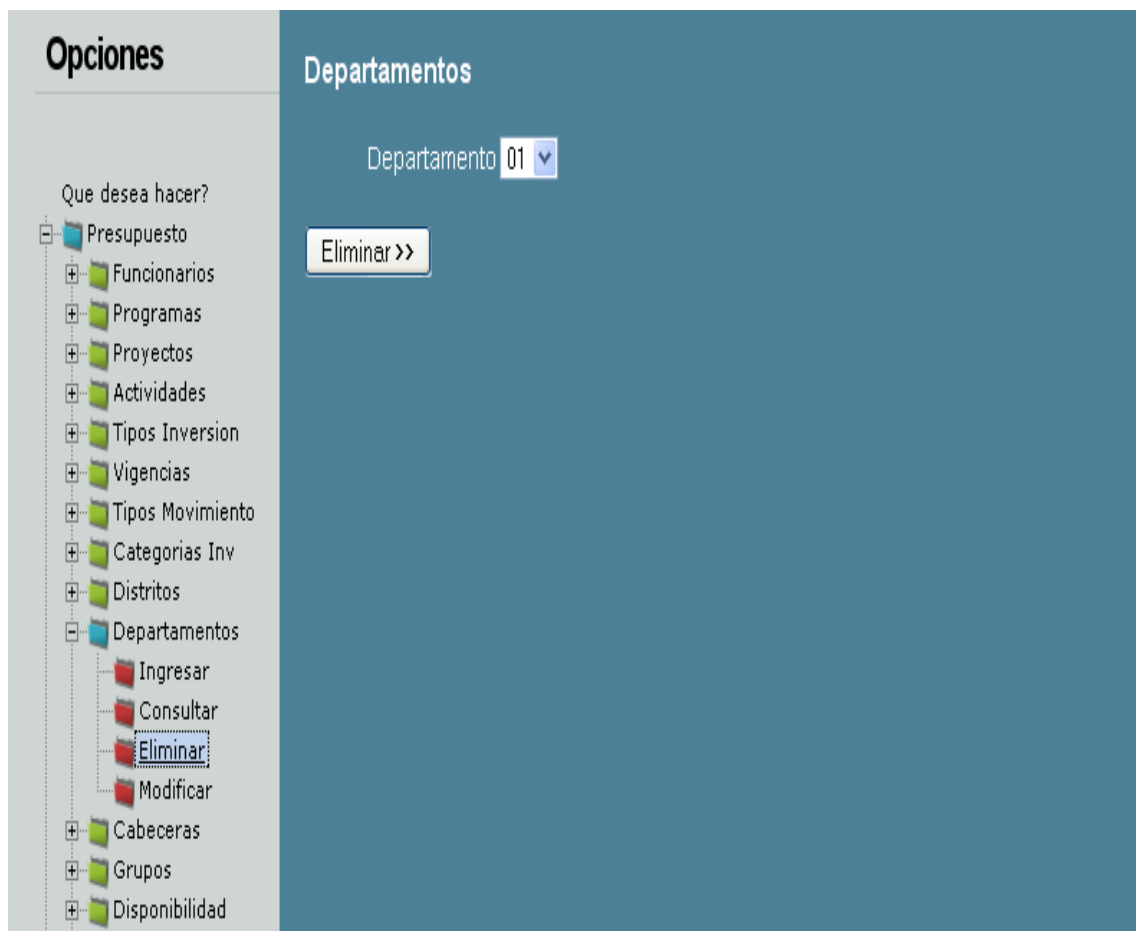 Opciones
Que desea hacer?
Presupuesto
Funcionarios
Programas
Proyectos
Actividades
Tipos Inversion
Vigencias
Tipos Movimiento
Categorias Inv
Distritos
Departamentos
Ingresar
Consultar
Eliminar
Modificar
Cabeceras
Grupos
Disponibilidad
Departamentos
Departamento 01
Eliminar >>